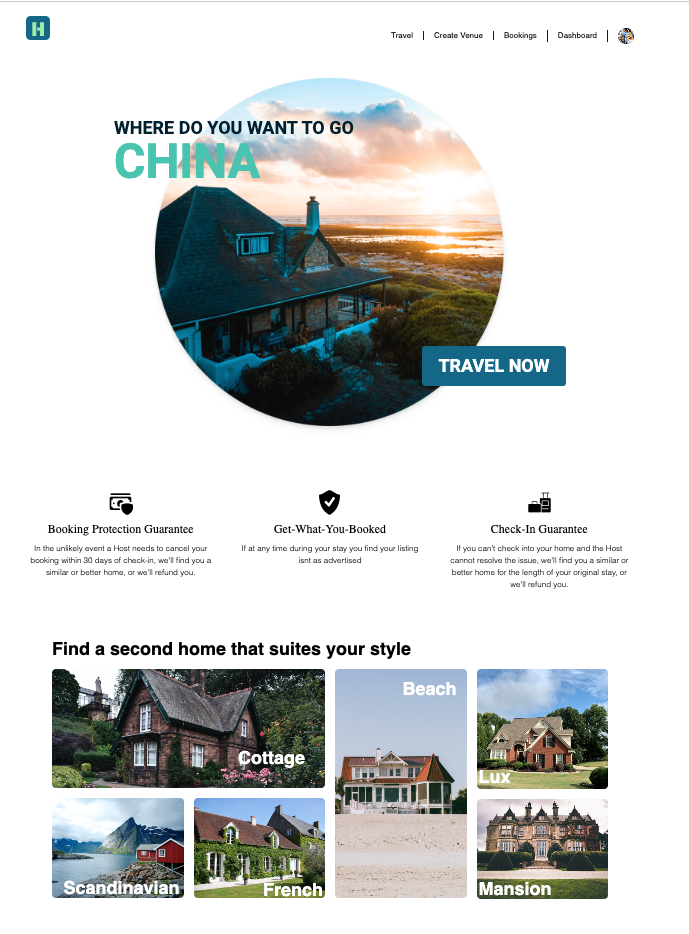 H
Travel
Create Venue
Bookings
Dashboard
WHERE DO YOU WANT TO GO
CHINA
TRAVEL NOW
Booking Protection Guarantee
In the unlikely event a Host needs to cancel your
booking within 30 days of check-in, we'll find you a
similar or better home, or we'll refund you.
Get-What-You-Booked
If at any time during your stay you find your listing
isnt as advertised
Check-In Guarantee
If you can't check into your home and the Host
cannot resolve the issue, we'll find you a similar or
better home for the length of your original stay, or
we'll refund you.
Find a second home that suites your style
Cottage
Beach
Lux
Scandinavian
French
Mansion